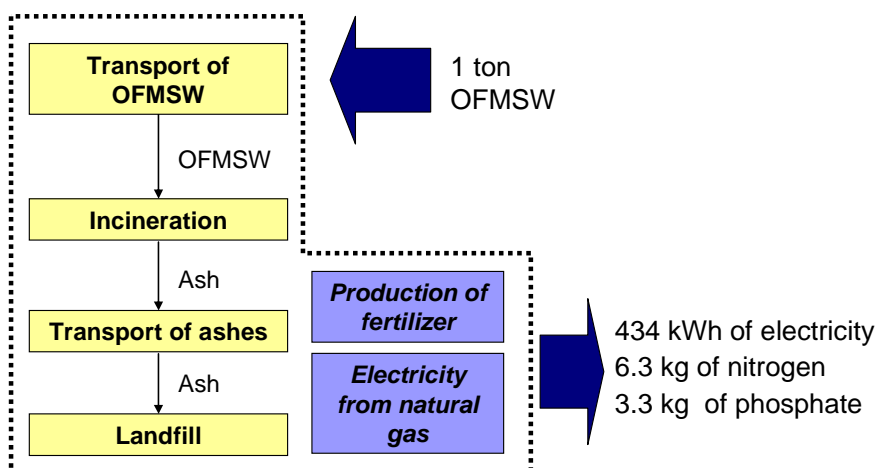 Transport of
OFMSW
1 ton
OFMSW
OFMSW
Incineration
Ash
Production of
fertilizer
Transport of ashes
434 kWh of electricity
6.3 kg of nitrogen
3.3 kg  of phosphate
Ash
Electricity
from natural
gas
Landfill